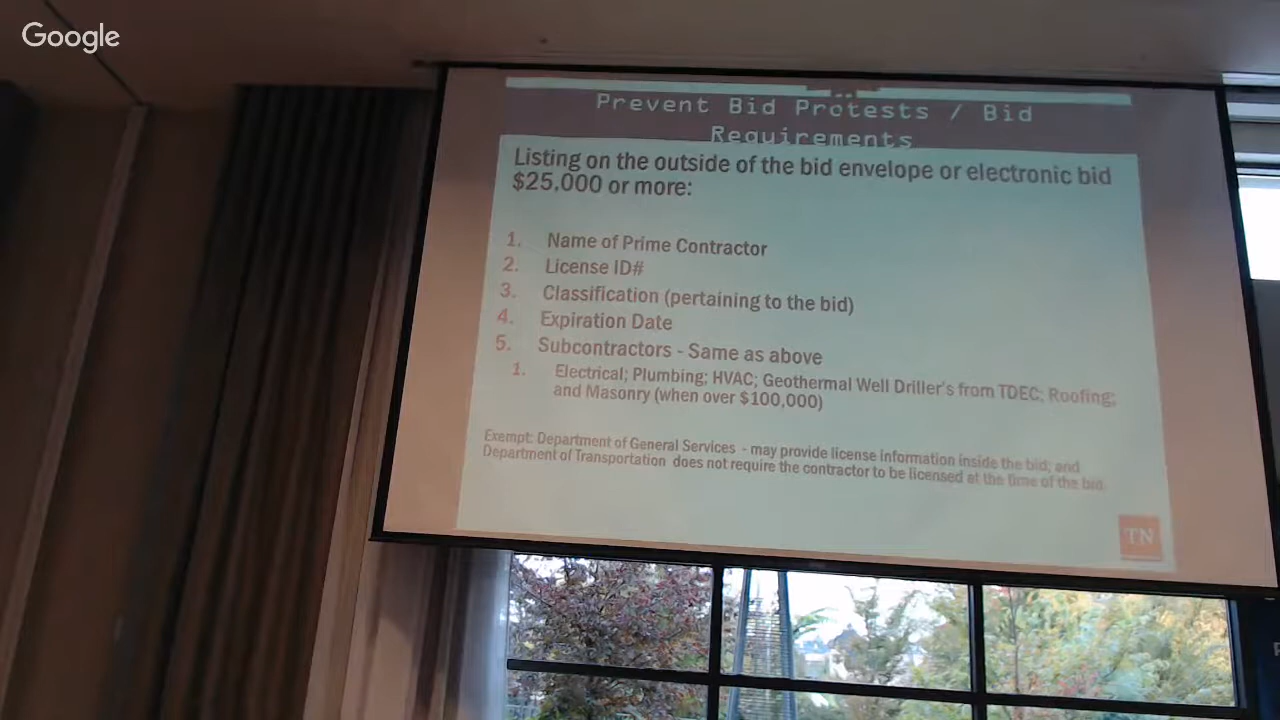 Google
Prevent Bid Protests / Bid
Requirements
Listing on the outside of the bid envelope or electronic bid
$25,000 or more:
1. Name of Prime Contractor
2. License ID#
3. Classification (pertaining to the bid)
4. Expiration Date
5. Subcontractors - Same as above
1. Electrical; Plumbing; HVAC; Geothermal Well Driller's from TDEC; Roofing;
and Masonry (when over $100,000)
Exempt: Department of General Services - may provide license information inside the bid; and
Department of Transportation does not require the contractor to be licensed at the time of the bid.
TN